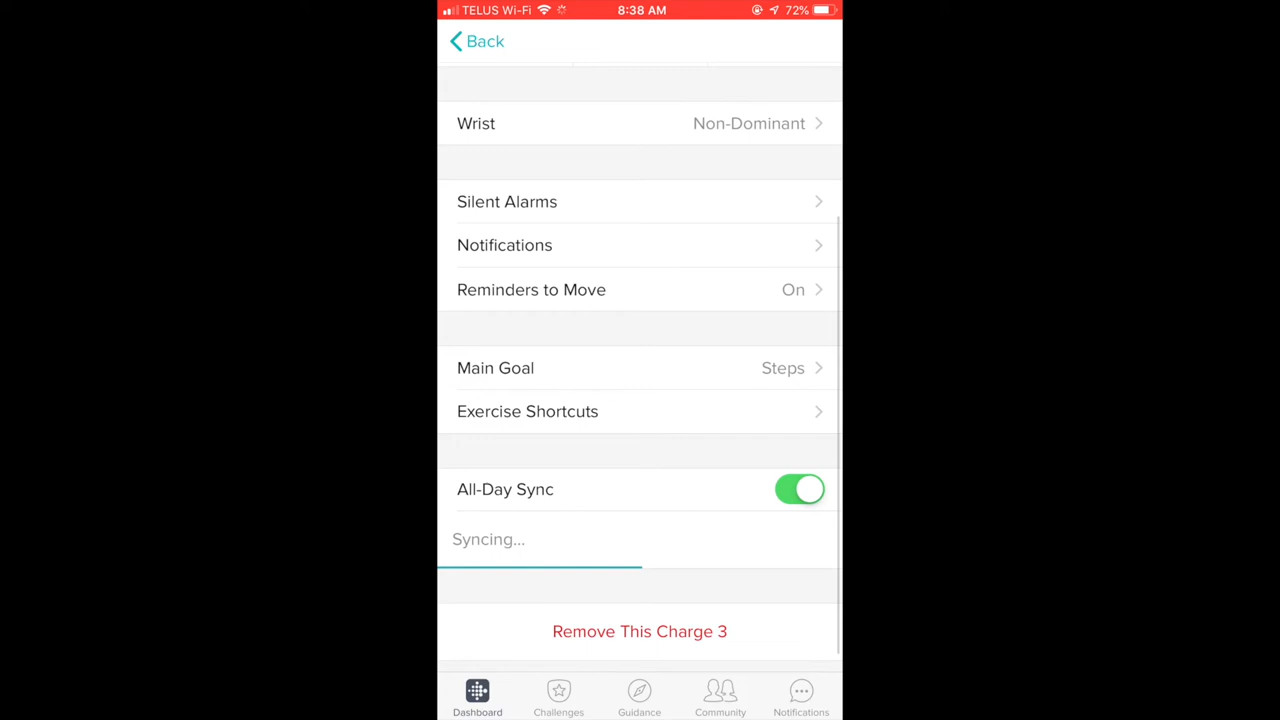 TELUS Wi-Fi 8:38 AM 72%
Back
Wrist Non-Dominant
Silent Alarms
Notifications
Reminders to Move On
Main Goal Steps
Exercise Shortcuts
All-Day Sync
Syncing...
Remove This Charge 3
Dashboard Challenges Guidance Community Notifications